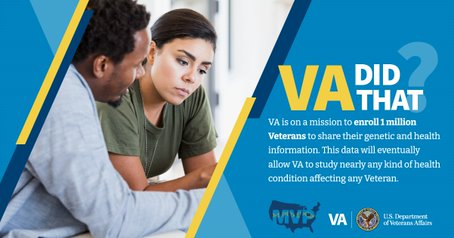 VA DID
THAT?
VA is on a mission to enroll 1 million
Veterans to share their genetic and health
information. This data will eventually
allow VA to study nearly any kind of health
condition affecting any Veteran.
MVP
VA
U.S. Department
of Veterans Affairs